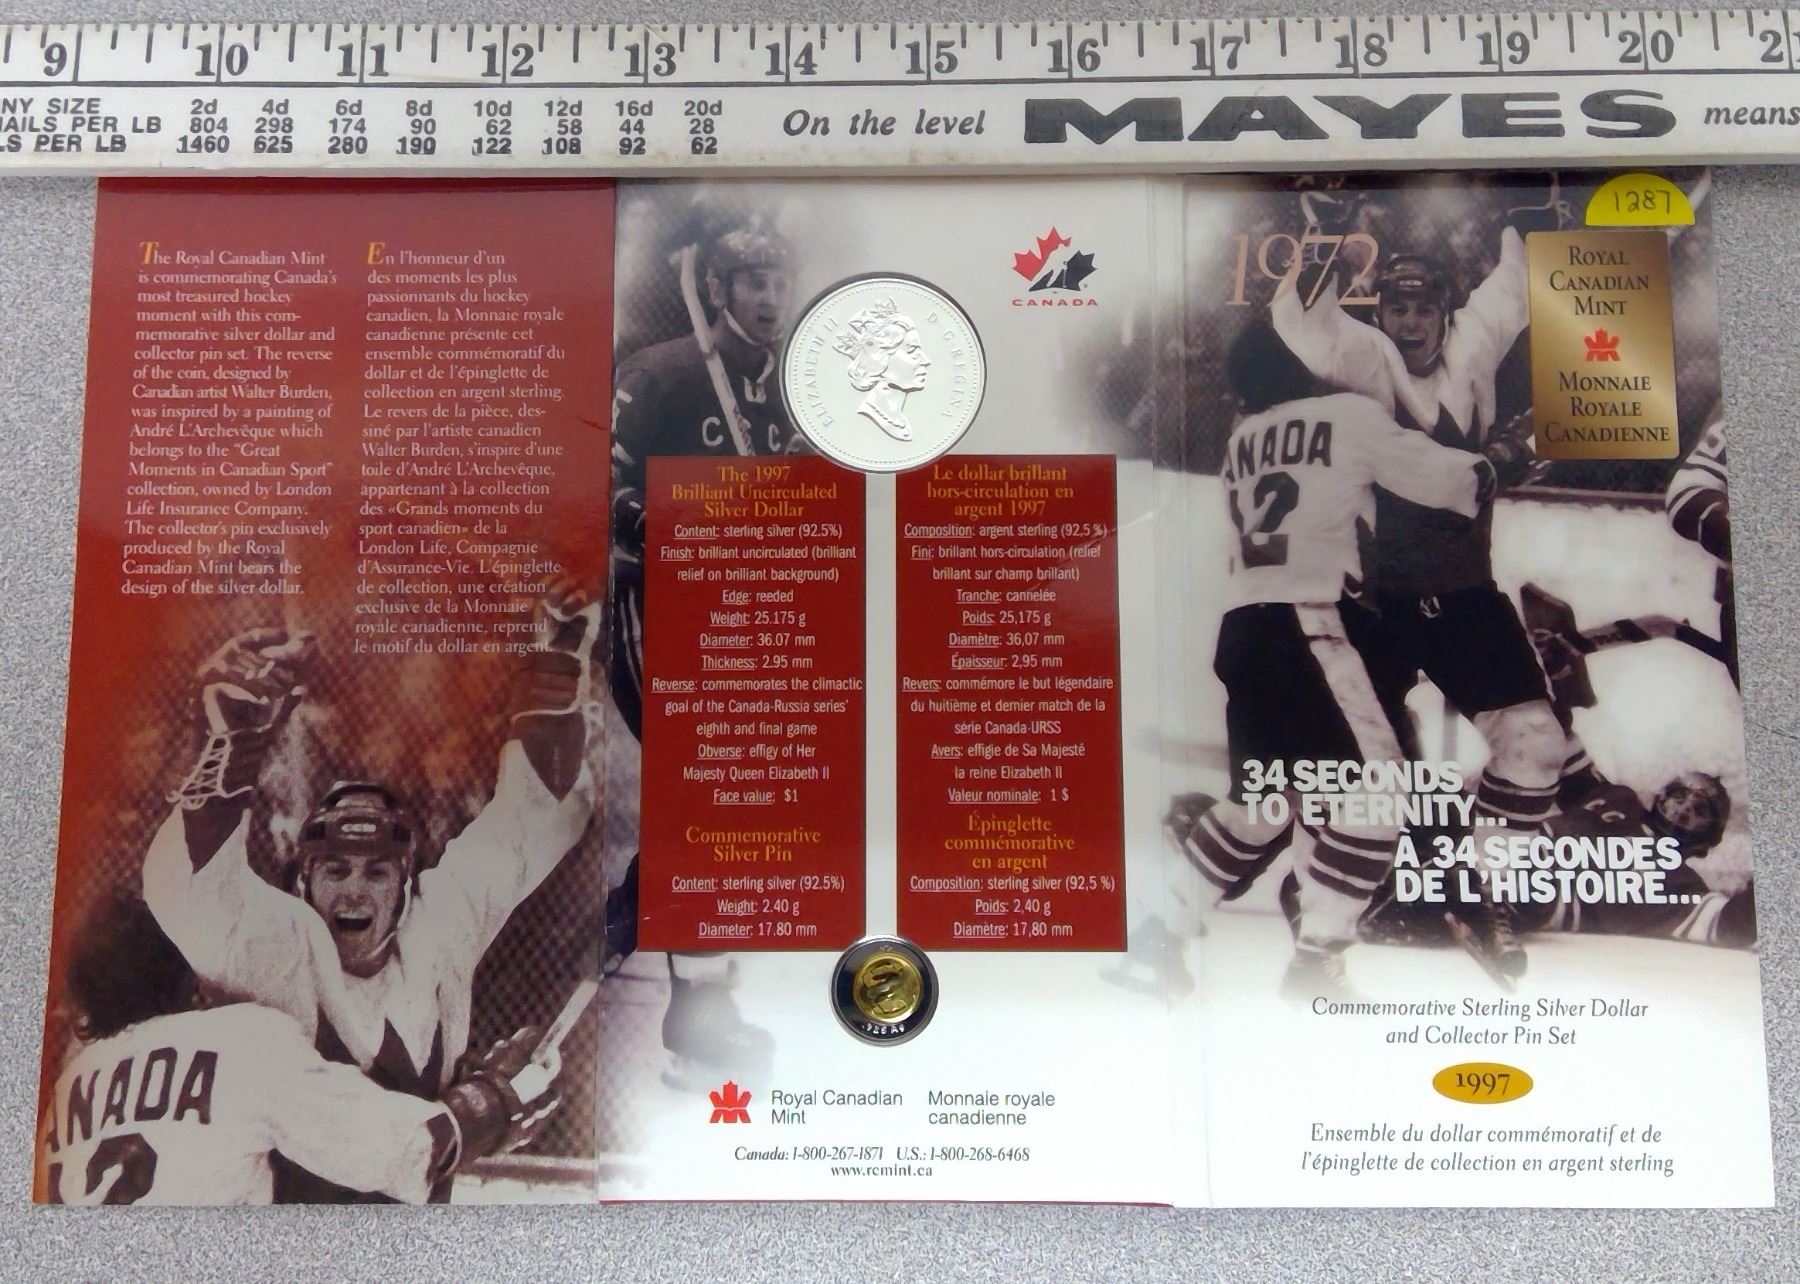 9 10 11 12 13 14 15 16 17 18 19 20
NY SIZE 2d 4d 6d 8d 10d 12d 16d 20d
NAILS PER LB 804 298 174 90 62 58 44 28
LS PER LB 1460 625 280 190 122 108 92 62
On the level MAYES means
The Royal Canadian Mint
is commemorating Canada's
most treasured hockey
moment with this com-
memorative silver dollar and
collector pin set. The reverse
of the coin, designed by
Canadian artist Walter Burden,
was inspired by a painting of
André L'Archevêque which
belongs to the "Great
Moments in Canadian Sport"
collection, owned by London
Life Insurance Company.
The collector's pin exclusively
produced by the Royal
Canadian Mint bears the
design of the silver dollar.
En l'honneur d'un
des moments les plus
passionnants du hockey
canadien, la Monnaie royale
canadienne présente cet
ensemble commémoratif du
dollar et de l'épinglette de
collection en argent sterling.
Le revers de la pièce, des-
siné par l'artiste canadien
Walter Burden, s'inspire d'une
toile d'André L'Archevêque,
appartenant à la collection
des «Grands moments du
sport canadien» de la
London Life, Compagnie
d'Assurance-Vie. L'épinglette
de collection, une création
exclusive de la Monnaie
royale canadienne, reprend
le motif du dollar en argent.
CCM
ANADA
12
CANADA
ELIZABETH II D·G·REGINA
C C C
The 1997
Brilliant Uncirculated
Silver Dollar
Content: sterling silver (92.5%)
Finish: brilliant uncirculated (brilliant
relief on brilliant background)
Edge: reeded
Weight: 25.175 g
Diameter: 36.07 mm
Thickness: 2.95 mm
Reverse: commemorates the climactic
goal of the Canada-Russia series'
eighth and final game
Obverse: effigy of Her
Majesty Queen Elizabeth II
Face value: $1
Commemorative
Silver Pin
Content: sterling silver (92.5%)
Weight: 2,40 g
Diameter: 17,80 mm
Le dollar brillant
hors-circulation en
argent 1997
Composition: argent sterling (92,5 %)
Fini: brillant hors-circulation (relief
brillant sur champ brillant)
Tranche: cannelée
Poids: 25,175 g
Diamètre: 36,07 mm
Épaisseur: 2,95 mm
Revers: commémore le but légendaire
du huitième et dernier match de la
série Canada-URSS
Avers: effigie de Sa Majesté
la reine Elizabeth II
Valeur nominale: 1 $
Épinglette
commémorative
en argent
Composition: sterling silver (92,5 %)
Poids: 2,40 g
Diamètre: 17,80 mm
.925 Ag
Royal Canadian
Mint
Monnaie royale
canadienne
Canada: 1-800-267-1871 U.S.: 1-800-268-6468
www.rcmint.ca
1287
1972
ROYAL
CANADIAN
MINT
MONNAIE
ROYALE
CANADIENNE
ANADA
12
34 SECONDS
TO ETERNITY...
À 34 SECONDES
DE L'HISTOIRE...
Commemorative Sterling Silver Dollar
and Collector Pin Set
1997
Ensemble du dollar commémoratif et de
l'épinglette de collection en argent sterling